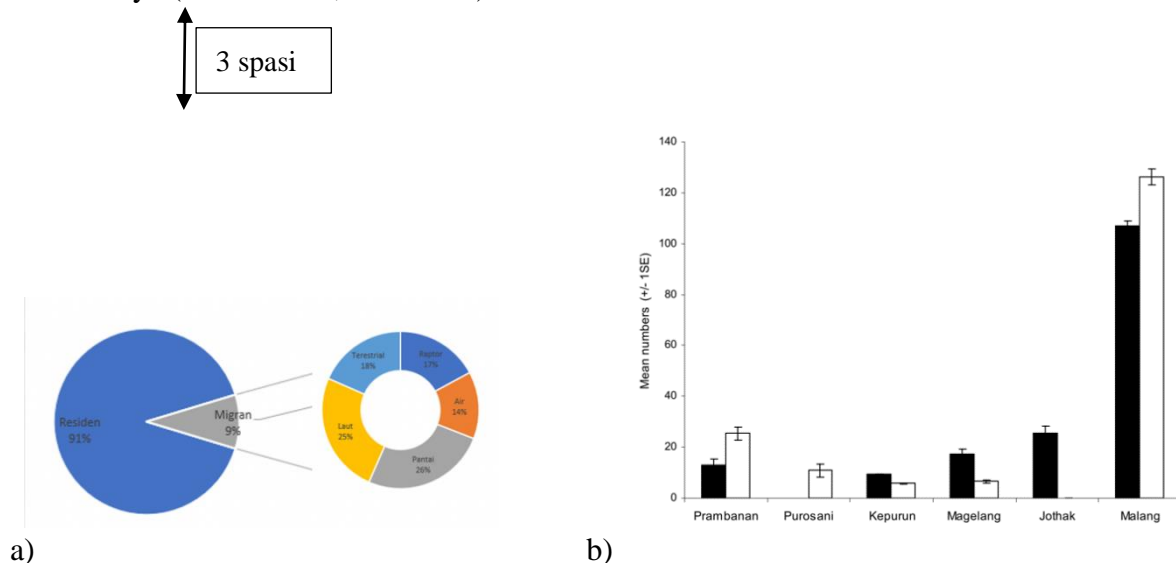 3 spasi
140
120
100
80
60
40
20
0
Mean numbers (+/- 1SE)
Prambanan Purosani Kepurun Magelang Jothak Malang
Residen
91%
Migran
9%
Terestrial
18%
Raptor
17%
Air
14%
Laut
25%
Pantai
26%
a) b)